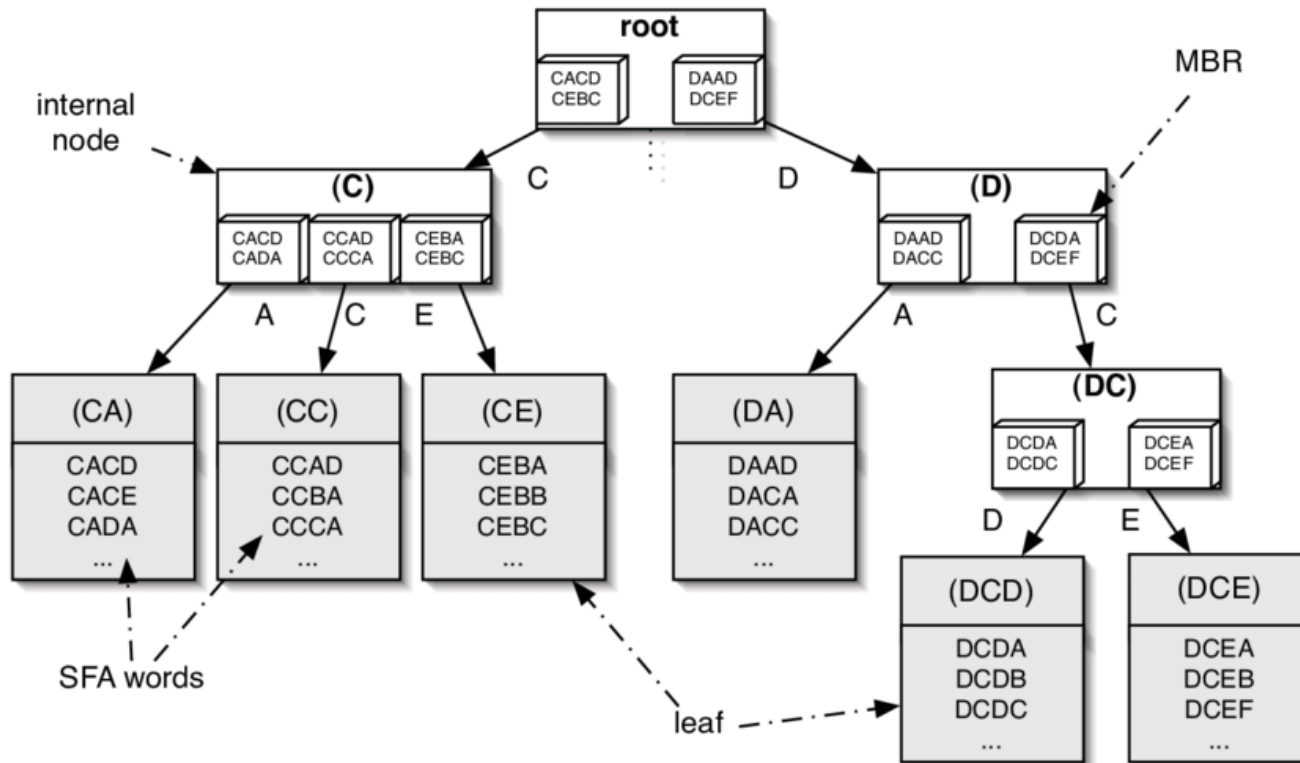 root
CACD
CEBC
DAAD
DCEF
MBR
internal
node
C
D
(C)
CACD
CADA
CCAD
CCCA
CEBA
CEBC
(D)
DAAD
DACC
DCDA
DCEF
A
C
E
A
C
(CA)
CACD
CACE
CADA
...
(CC)
CCAD
CCBA
CCCA
...
(CE)
CEBA
CEBB
CEBC
...
(DA)
DAAD
DACA
DACC
...
(DC)
DCDA
DCDC
DCEA
DCEF
D
E
(DCD)
DCDA
DCDB
DCDC
...
(DCE)
DCEA
DCEB
DCEF
...
SFA words
leaf